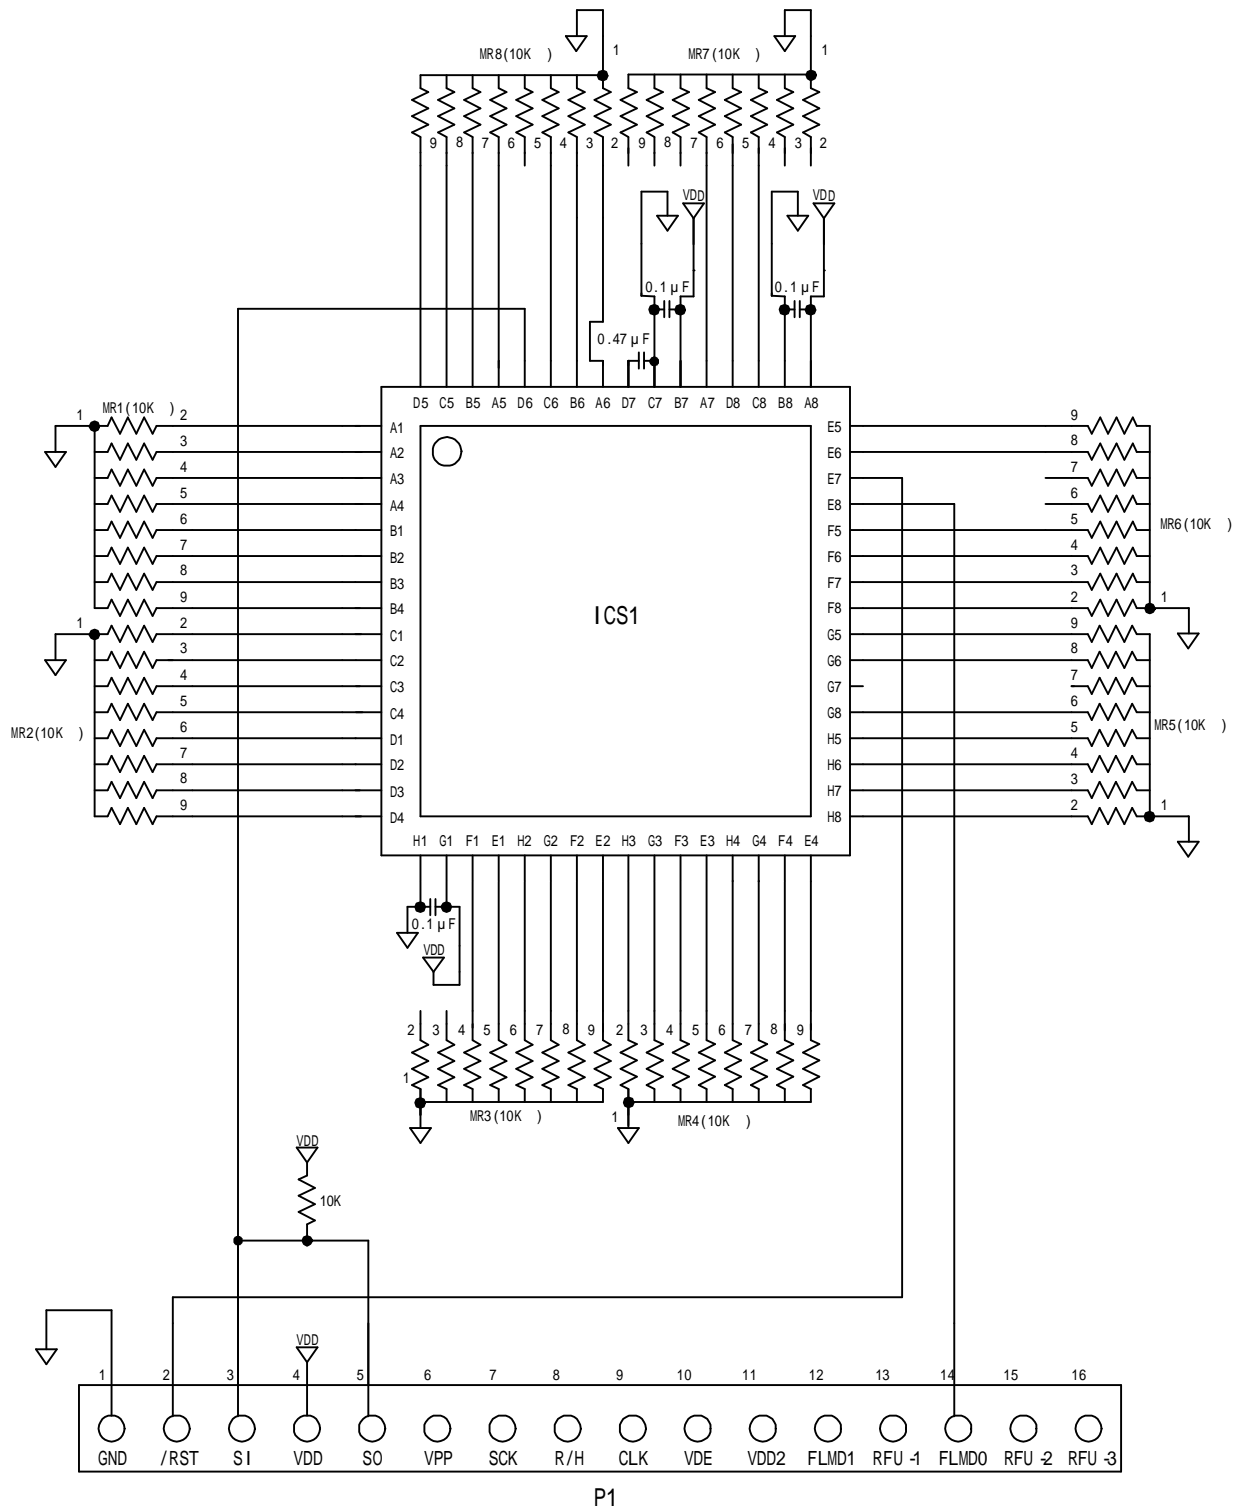 1 1
MR8(10K ) MR7(10K )
9 8 7 6 5 4 3 2 9 8 7 6 5 4 3 2
VDD VDD
0.1μF 0.1μF
0.47μF
D5 C5 B5 A5 D6 C6 B6 A6 D7 C7 B7 A7 D8 C8 B8 A8
1 MR1(10K ) 2 A1 E5 9
3 A2 E6 8
4 A3 E7 7
5 A4 E8 6
6 B1 F5 5 MR6(10K )
7 B2 F6 4
8 B3 F7 3
9 B4 F8 2 1
ICS1
1 2 C1 G5 9
3 C2 G6 8
4 C3 G7 7
5 C4 G8 6
MR2(10K ) 6 D1 H5 5 MR5(10K )
7 D2 H6 4
8 D3 H7 3
9 D4 H8 2 1
H1 G1 F1 E1 H2 G2 F2 E2 H3 G3 F3 E3 H4 G4 F4 E4
0.1μF
VDD
2 3 4 5 6 7 8 9 2 3 4 5 6 7 8 9
1 MR3(10K ) 1 MR4(10K )
VDD
10K
VDD
1 2 3 4 5 6 7 8 9 10 11 12 13 14 15 16
GND /RST SI VDD SO VPP SCK R/H CLK VDE VDD2 FLMD1 RFU-1 FLMD0 RFU-2 RFU-3
P1